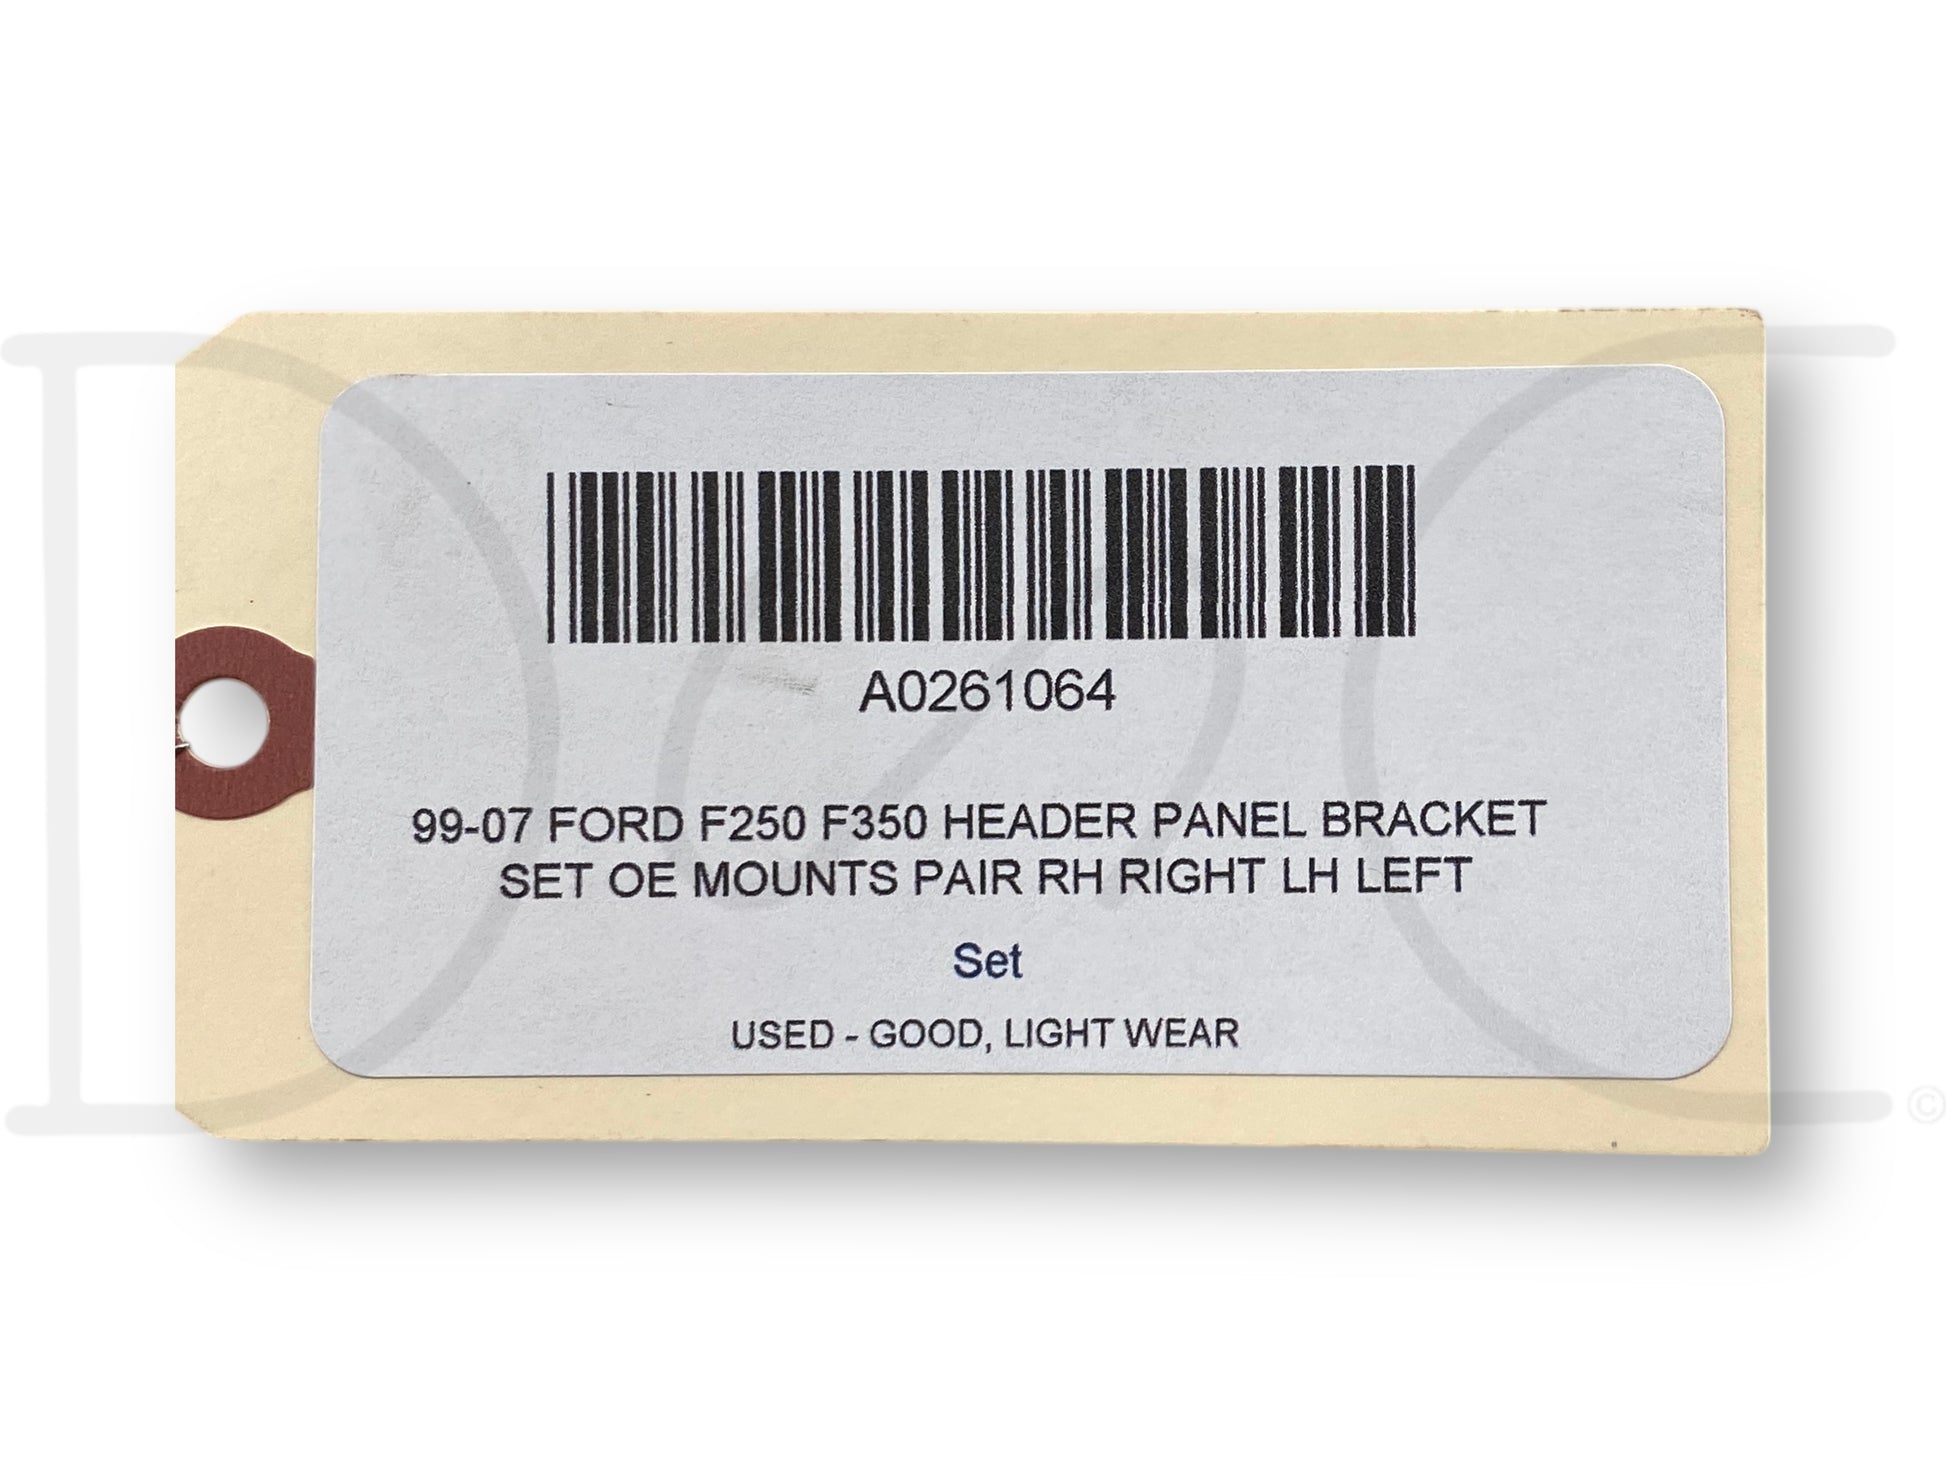 A0261064
99-07 FORD F250 F350 HEADER PANEL BRACKET
SET OE MOUNTS PAIR RH RIGHT LH LEFT
Set
USED - GOOD, LIGHT WEAR
©